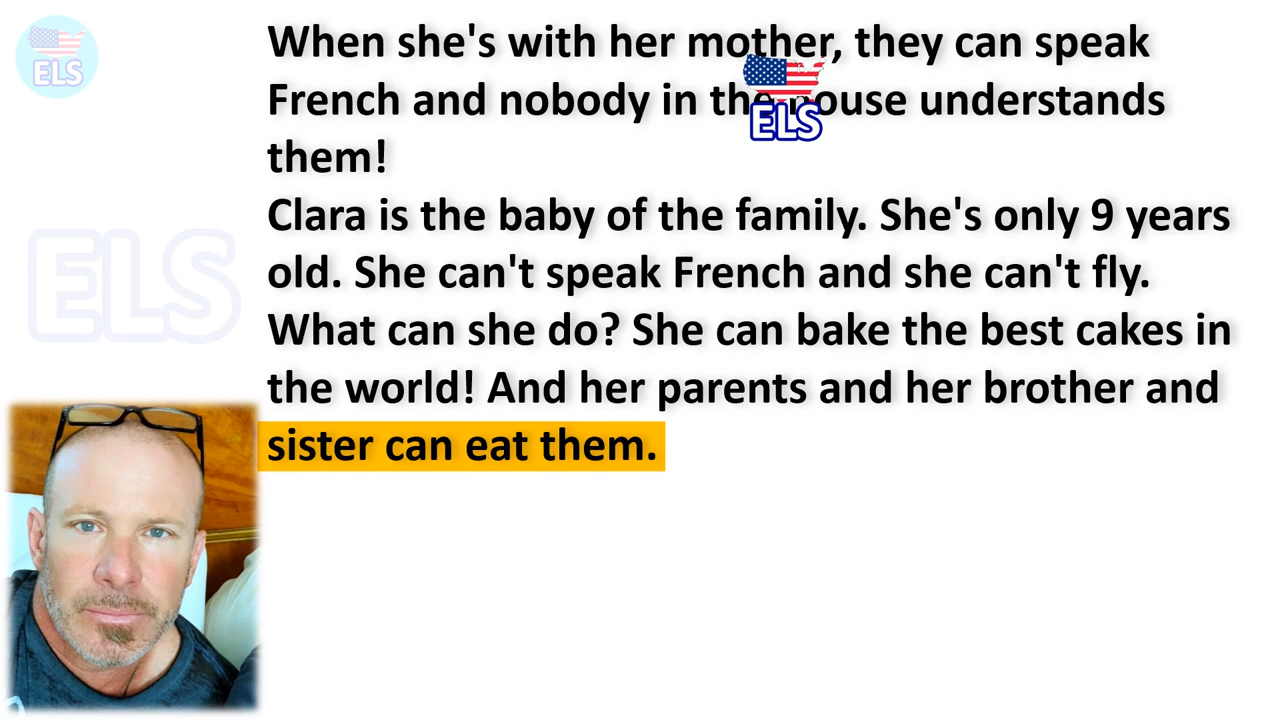 ELS
When she's with her mother, they can speak
French and nobody in the house understands
them!
ELS
Clara is the baby of the family. She's only 9 years
old. She can't speak French and she can't fly.
What can she do? She can bake the best cakes in
the world! And her parents and her brother and
sister can eat them.
ELS